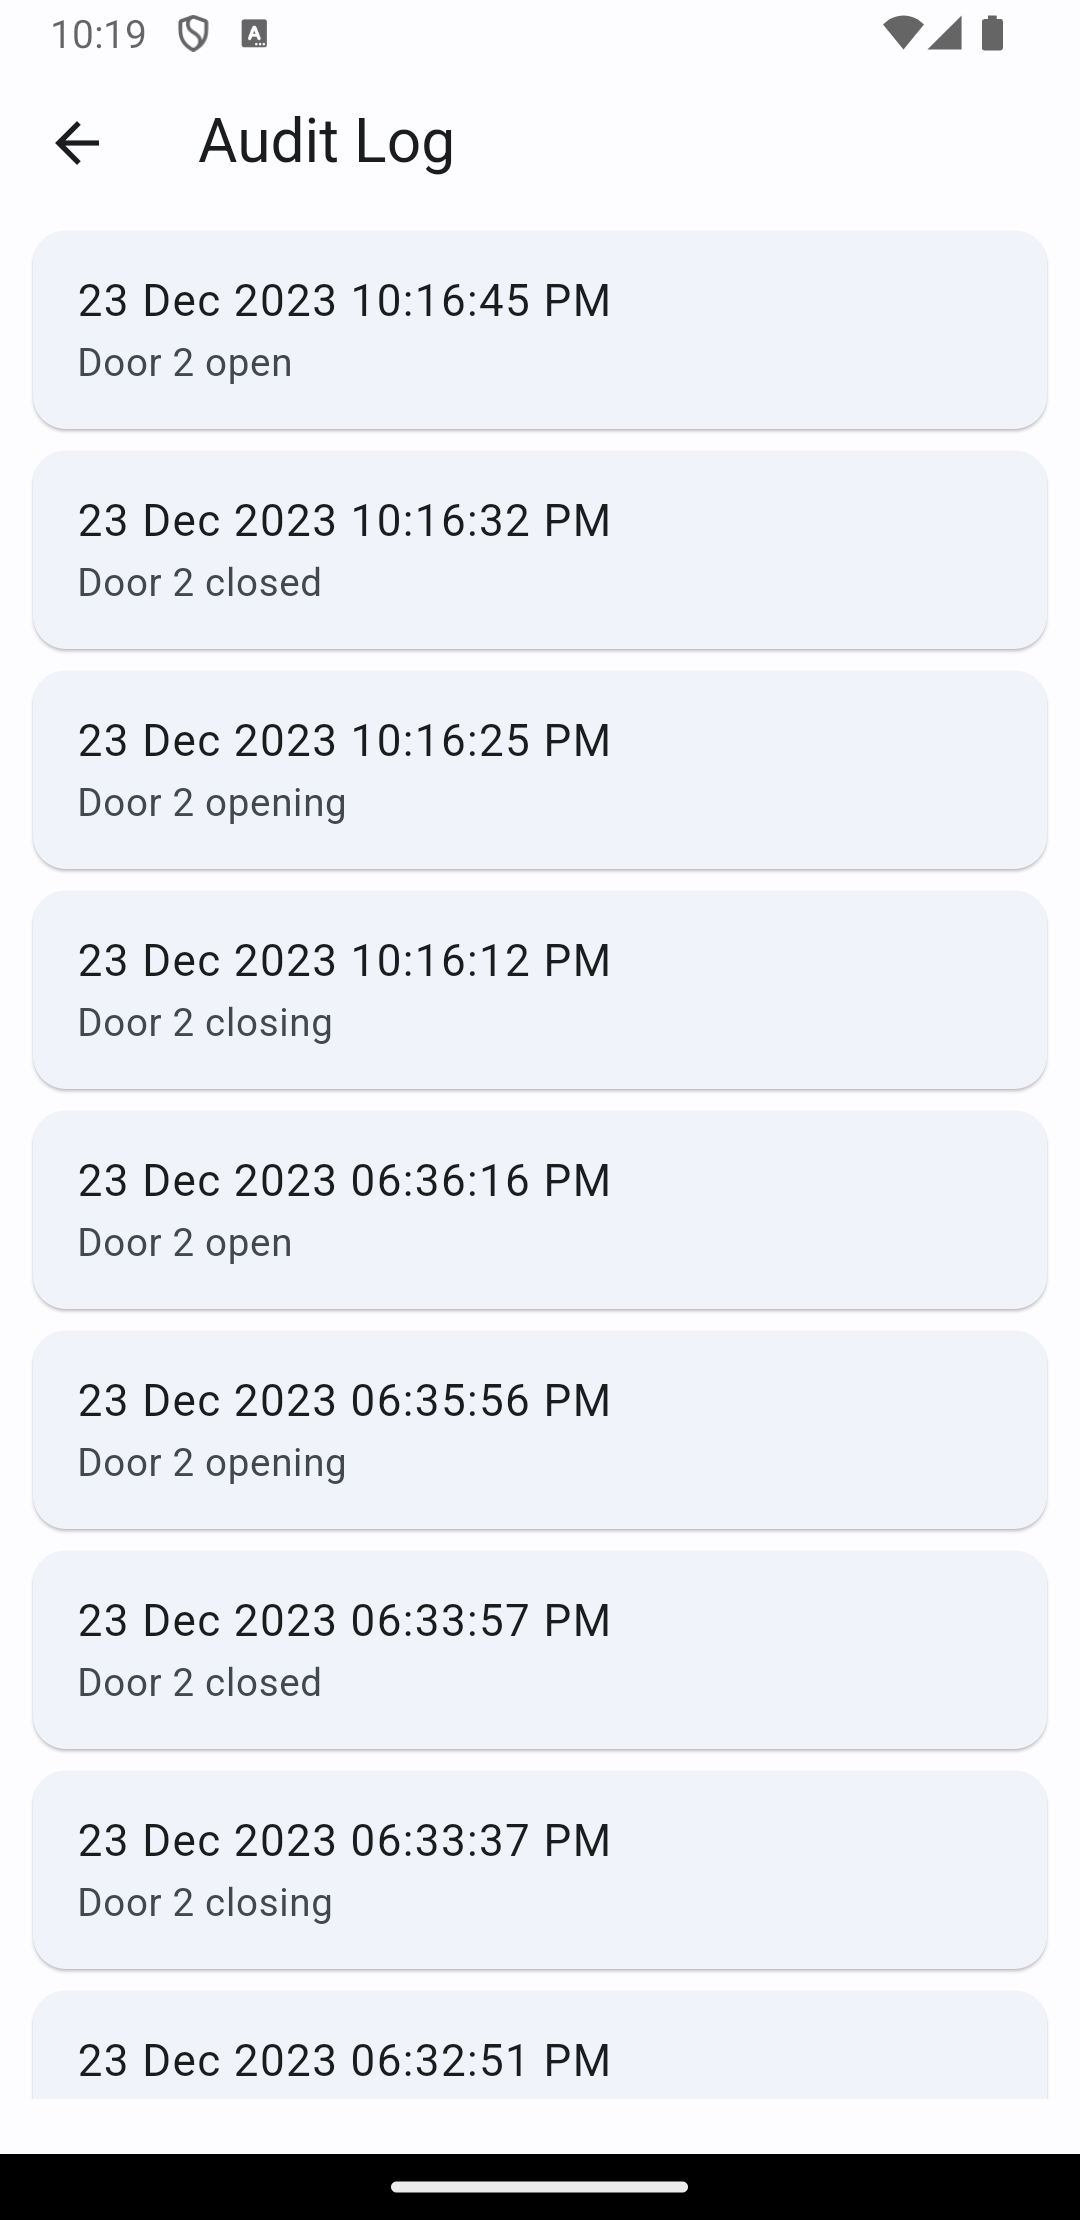 10:19
Audit Log
23 Dec 2023 10:16:45 PM
Door 2 open
23 Dec 2023 10:16:32 PM
Door 2 closed
23 Dec 2023 10:16:25 PM
Door 2 opening
23 Dec 2023 10:16:12 PM
Door 2 closing
23 Dec 2023 06:36:16 PM
Door 2 open
23 Dec 2023 06:35:56 PM
Door 2 opening
23 Dec 2023 06:33:57 PM
Door 2 closed
23 Dec 2023 06:33:37 PM
Door 2 closing
23 Dec 2023 06:32:51 PM